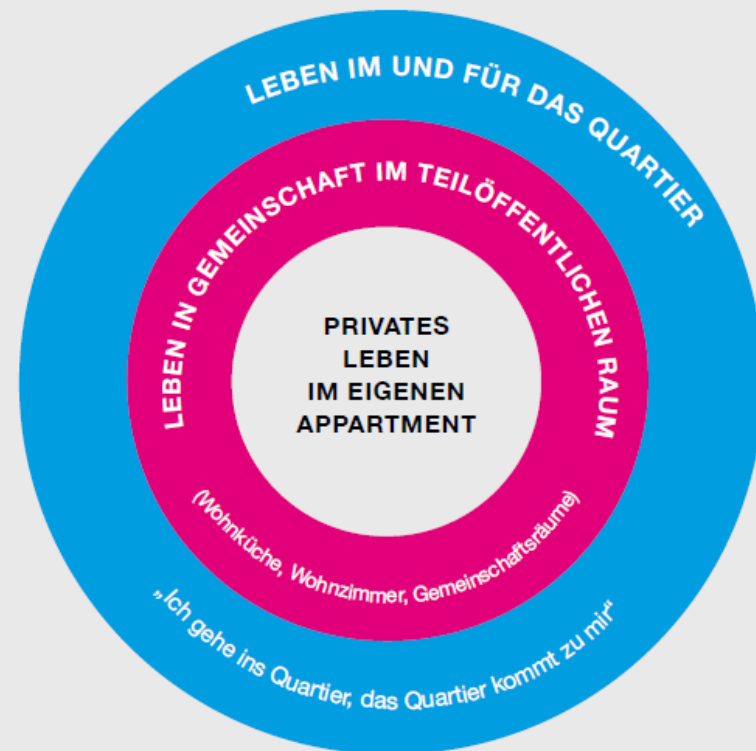 LEBEN IM UND FÜR DAS QUARTIER
LEBEN IN GEMEINSCHAFT IM TEILÖFFENTLICHEN RAUM
PRIVATES
LEBEN
IM EIGENEN
APPARTMENT
(Wohnküche, Wohnzimmer, Gemeinschaftsräume)
„Ich gehe ins Quartier, das Quartier kommt zu mir“